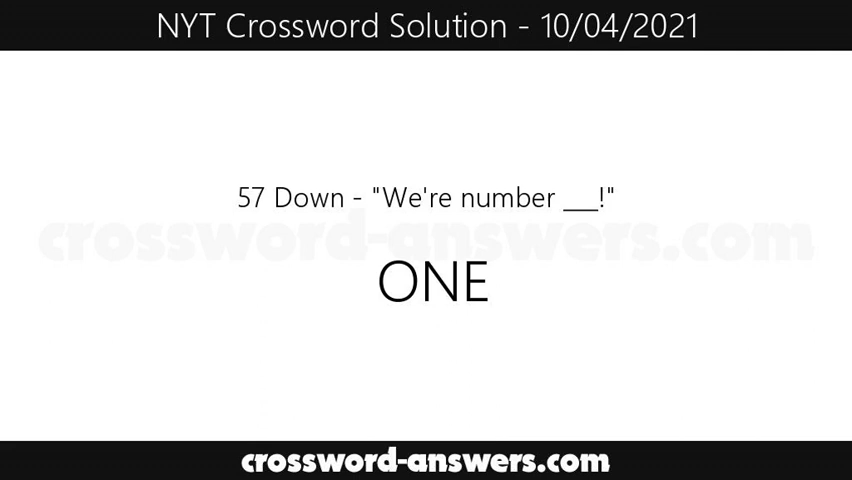 NYT Crossword Solution - 10/04/2021
57 Down - "We're number ___!"
crossword-answers.com
ONE
crossword-answers.com